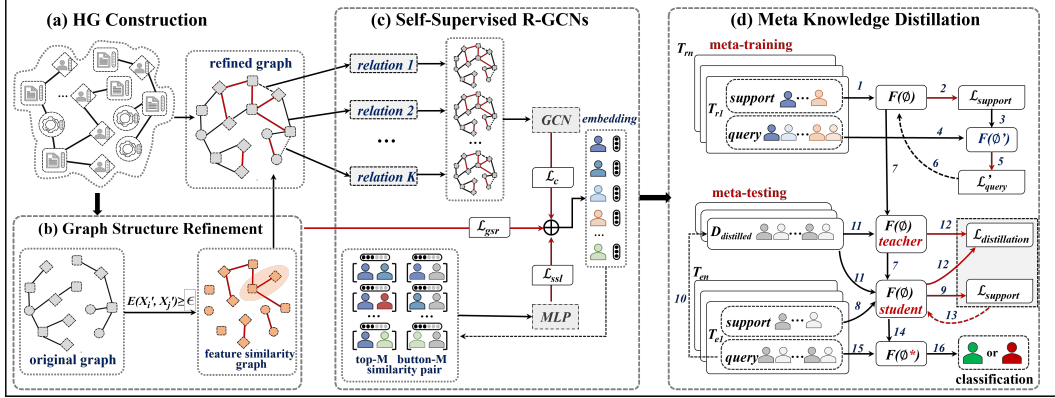 (a) HG Construction
refined graph
(b) Graph Structure Refinement
E(X_i', X_j')≥ ϵ
original graph
feature similarity
graph
(c) Self-Supervised R-GCNs
relation 1
relation 2
...
relation K
...
GCN
embedding
...
ℒ_c
ℒ_gsr
ℒ_ssl
MLP
...
...
top-M button-M
similarity pair
(d) Meta Knowledge Distillation
T_rn
meta-training
T_r1
support
...
query
...
1
F(Ø)
2
ℒ_support
3
4
F(Ø')
5
6
ℒ'_query
7
meta-testing
D_distilled
...
11
F(Ø)
teacher
12
ℒ_distillation
T_en
10
11
7
12
F(Ø)
student
8
9
ℒ_support
13
T_e1
support
...
query
...
14
15
F(Ø*)
16
or
classification